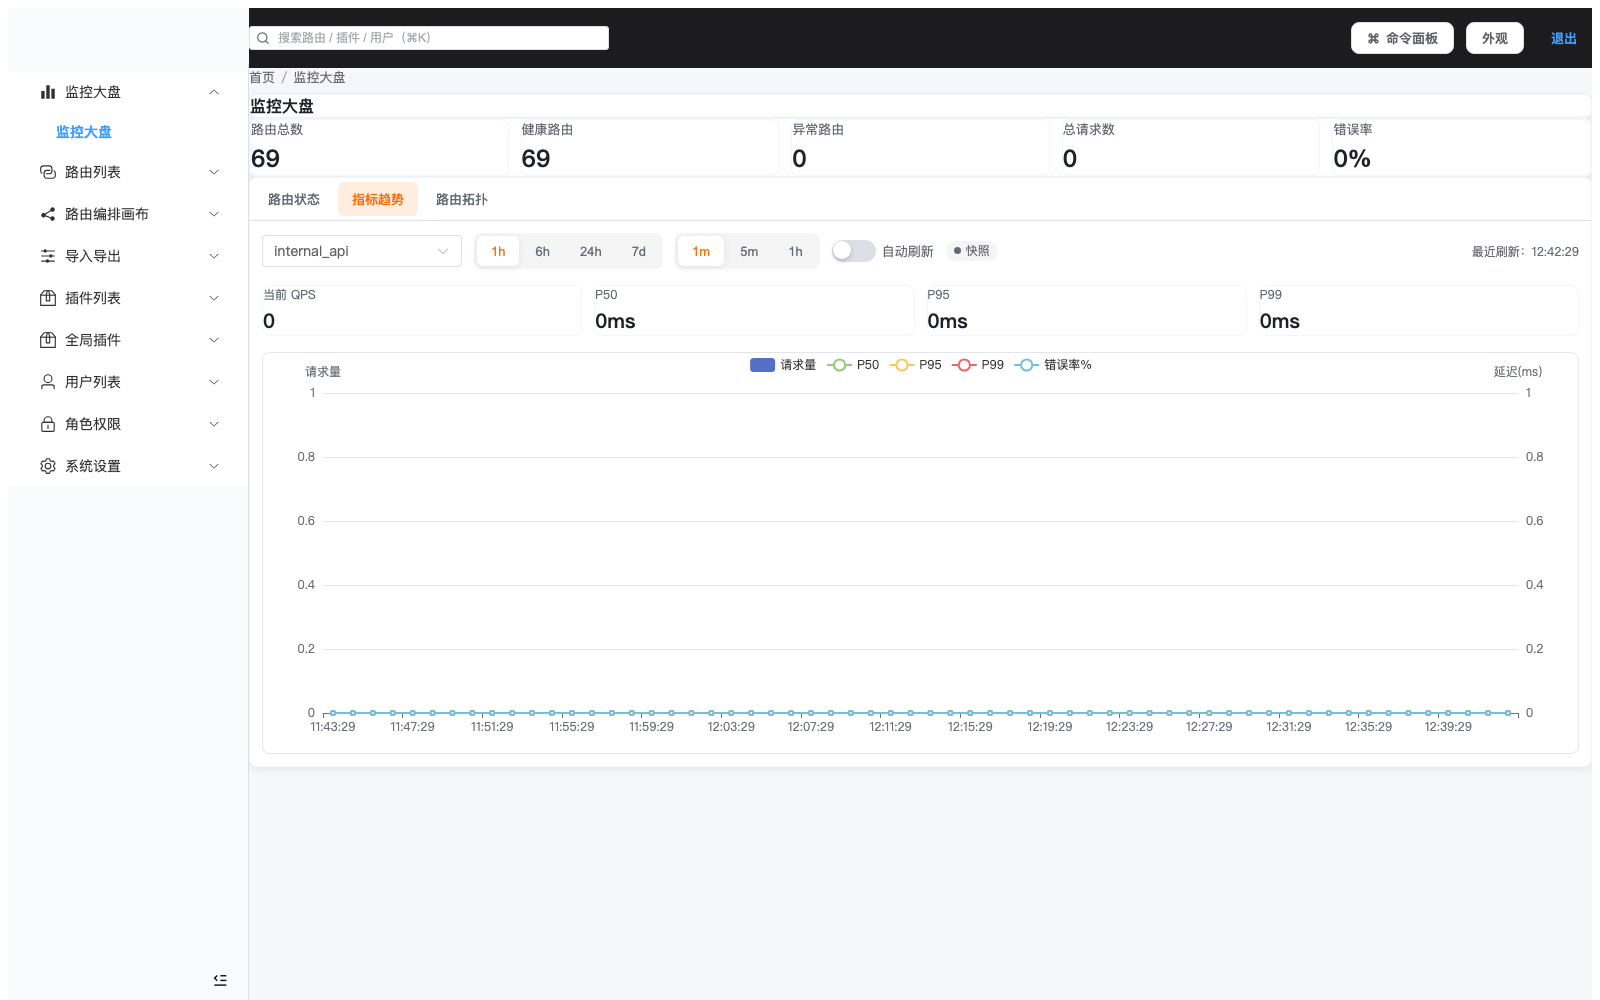 搜索路由 / 插件 / 用户（⌘K）
⌘ 命令面板
外观
退出
监控大盘
监控大盘
路由列表
路由编排画布
导入导出
插件列表
全局插件
用户列表
角色权限
系统设置
首页 / 监控大盘
监控大盘
路由总数
69
健康路由
69
异常路由
0
总请求数
0
错误率
0%
路由状态 指标趋势 路由拓扑
internal_api
1h 6h 24h 7d
1m 5m 1h
自动刷新
快照
最近刷新：12:42:29
当前 QPS
0
P50
0ms
P95
0ms
P99
0ms
请求量 P50 P95 P99 错误率%
请求量
延迟(ms)
1 1
0.8 0.8
0.6 0.6
0.4 0.4
0.2 0.2
0 0
11:43:29 11:47:29 11:51:29 11:55:29 11:59:29 12:03:29 12:07:29 12:11:29 12:15:29 12:19:29 12:23:29 12:27:29 12:31:29 12:35:29 12:39:29